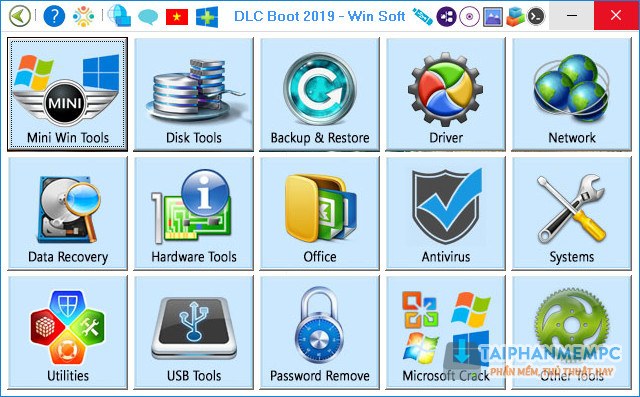 DLC Boot 2019 - Win Soft
MINI
Mini Win Tools
Disk Tools
Backup & Restore
Driver
Network
Data Recovery
Hardware Tools
Office
Antivirus
Systems
Utilities
USB Tools
Password Remove
Microsoft Crack
Other Tools
TAIPHANMEMPC
PHẦN MỀM, THỦ THUẬT HAY